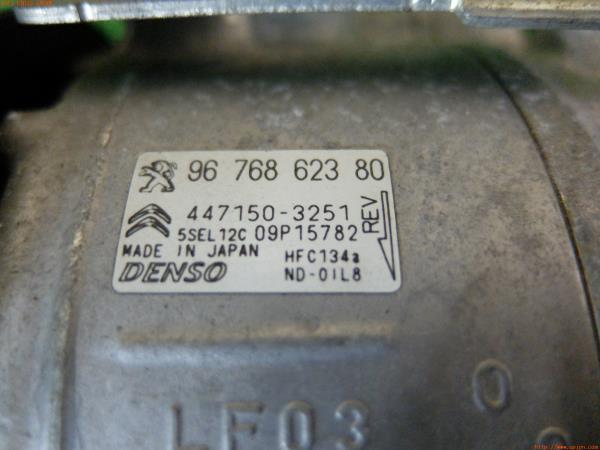 96 768 623 80
447150-3251
5SEL12C 09P15782
REV
MADE IN JAPAN
HFC134a
DENSO
ND-OIL8
LF03